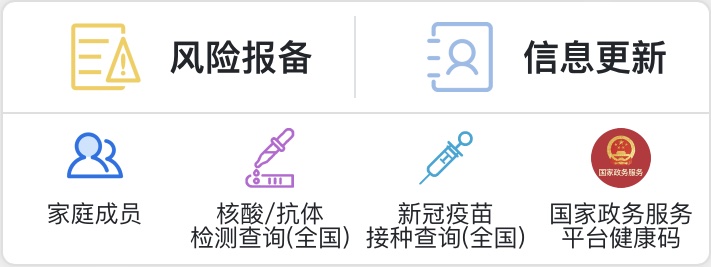 风险报备
信息更新
家庭成员
核酸/抗体
检测查询(全国)
新冠疫苗
接种查询(全国)
国家政务服务
国家政务服务
平台健康码